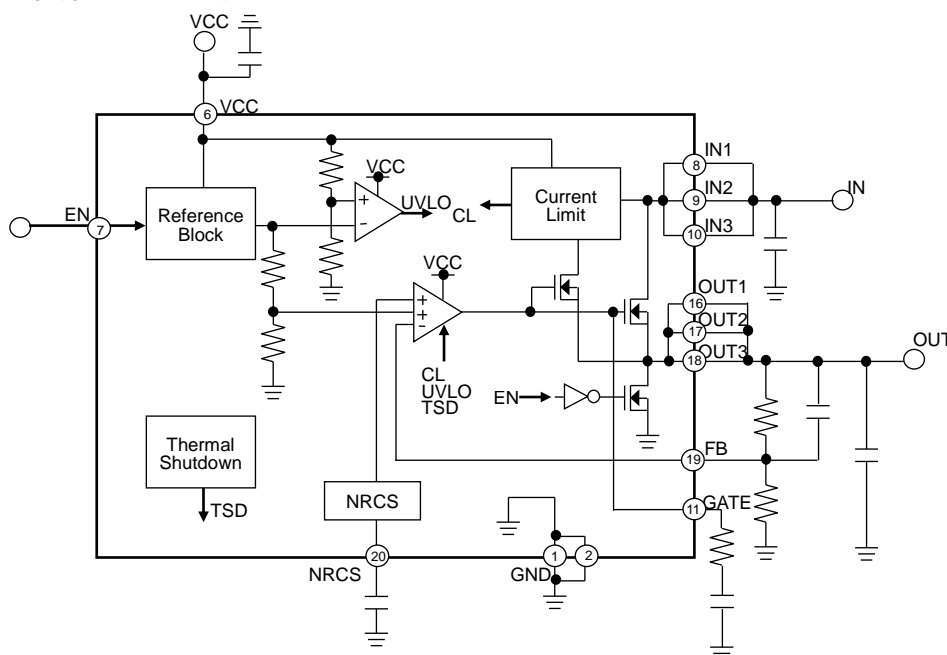 VCC
6
VCC
IN1
8
VCC
IN2
IN
Current
Limit
9
UVLO
CL
EN
7
Reference
Block
IN3
10
VCC
OUT1
16
OUT2
17
OUT
OUT3
18
CL
UVLO
TSD
EN
Thermal
Shutdown
FB
19
TSD
NRCS
GATE
11
20
1
2
NRCS
GND